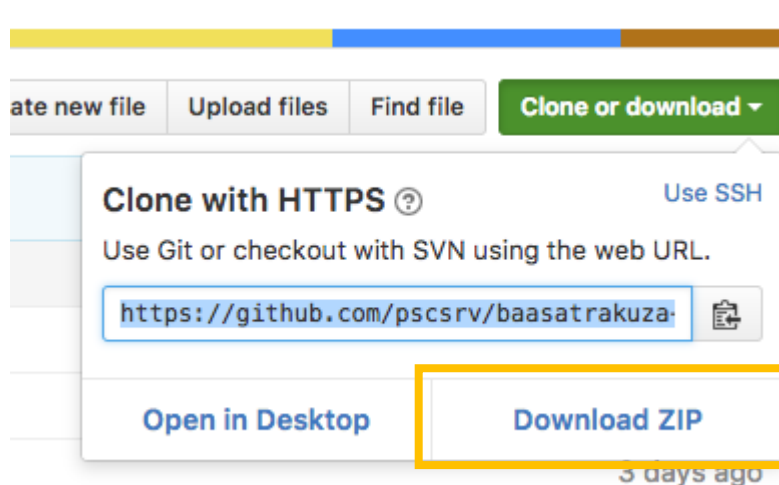 ate new file Upload files Find file Clone or download
Clone with HTTPS ?
Use SSH
Use Git or checkout with SVN using the web URL.
https://github.com/pscsrv/baasatrakuza-
Open in Desktop Download ZIP
3 days ago